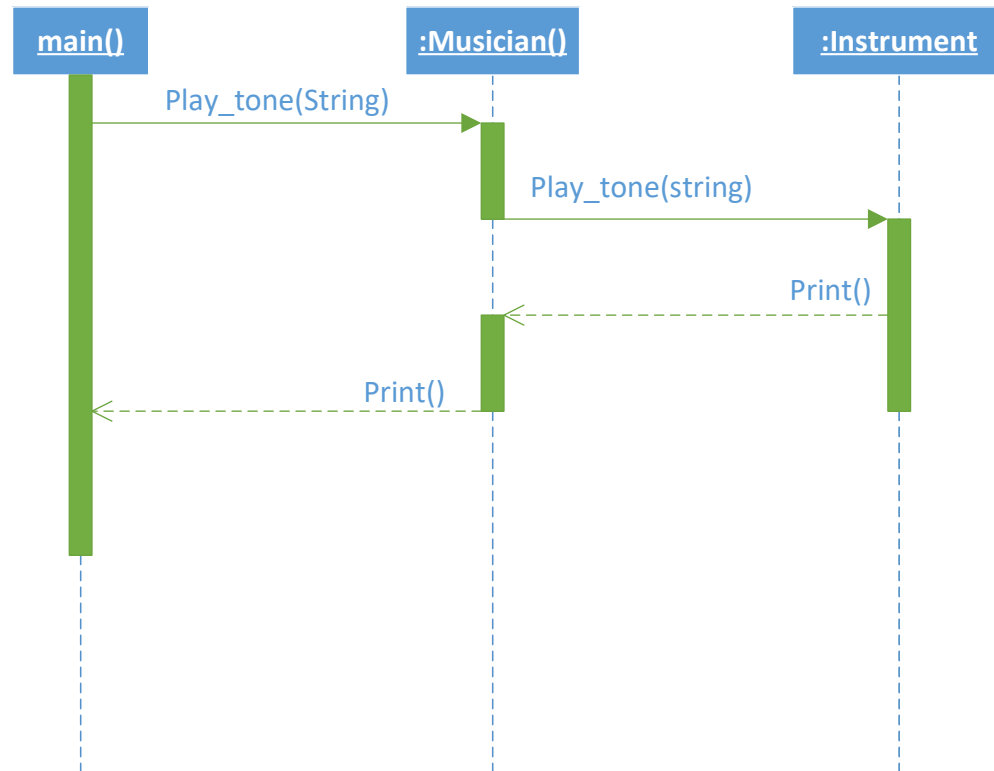 main()
:Musician()
:Instrument
Play_tone(String)
Play_tone(string)
Print()
Print()